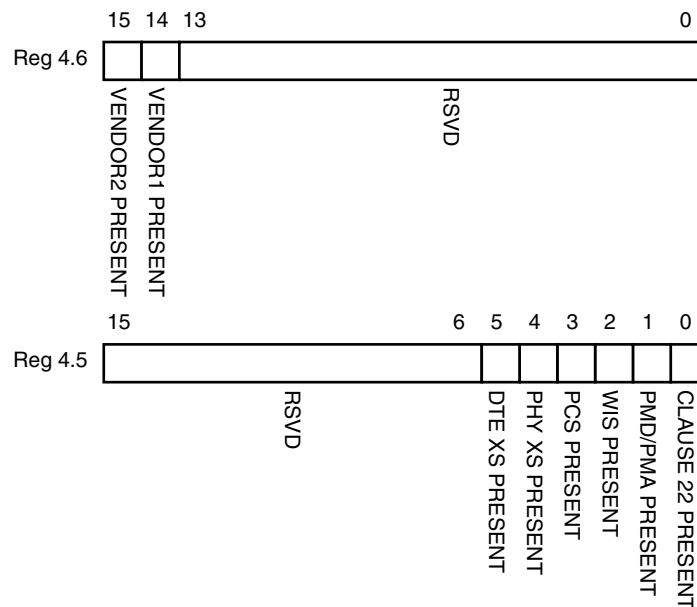 15 14 13 0
Reg 4.6
VENDOR2 PRESENT
VENDOR1 PRESENT
RSVD
15 6 5 4 3 2 1 0
Reg 4.5
RSVD
DTE XS PRESENT
PHY XS PRESENT
PCS PRESENT
WIS PRESENT
PMD/PMA PRESENT
CLAUSE 22 PRESENT